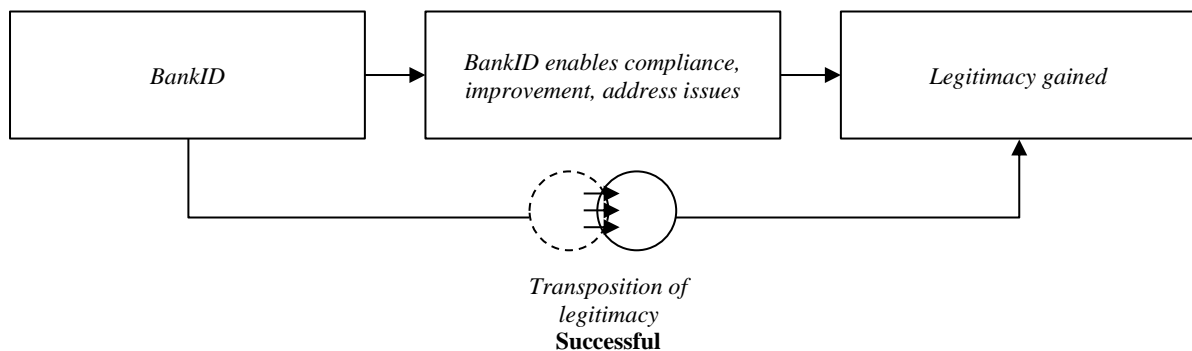 BankID
BankID enables compliance,
improvement, address issues
Legitimacy gained
Transposition of
legitimacy
Successful